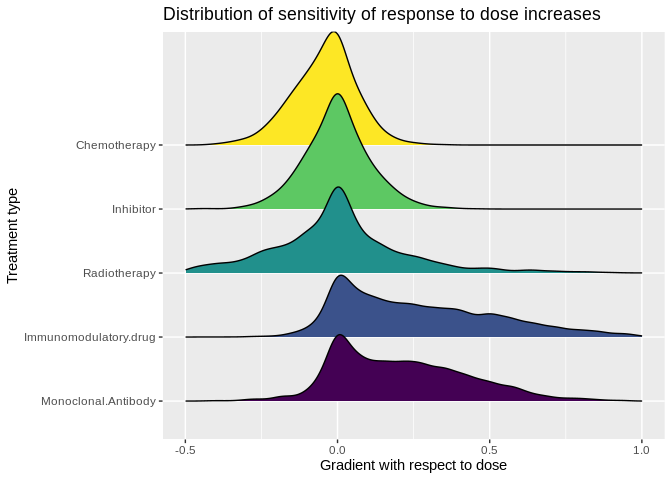 Distribution of sensitivity of response to dose increases
Treatment type
Chemotherapy
Inhibitor
Radiotherapy
Immunomodulatory.drug
Monoclonal.Antibody
-0.5 0.0 0.5 1.0
Gradient with respect to dose